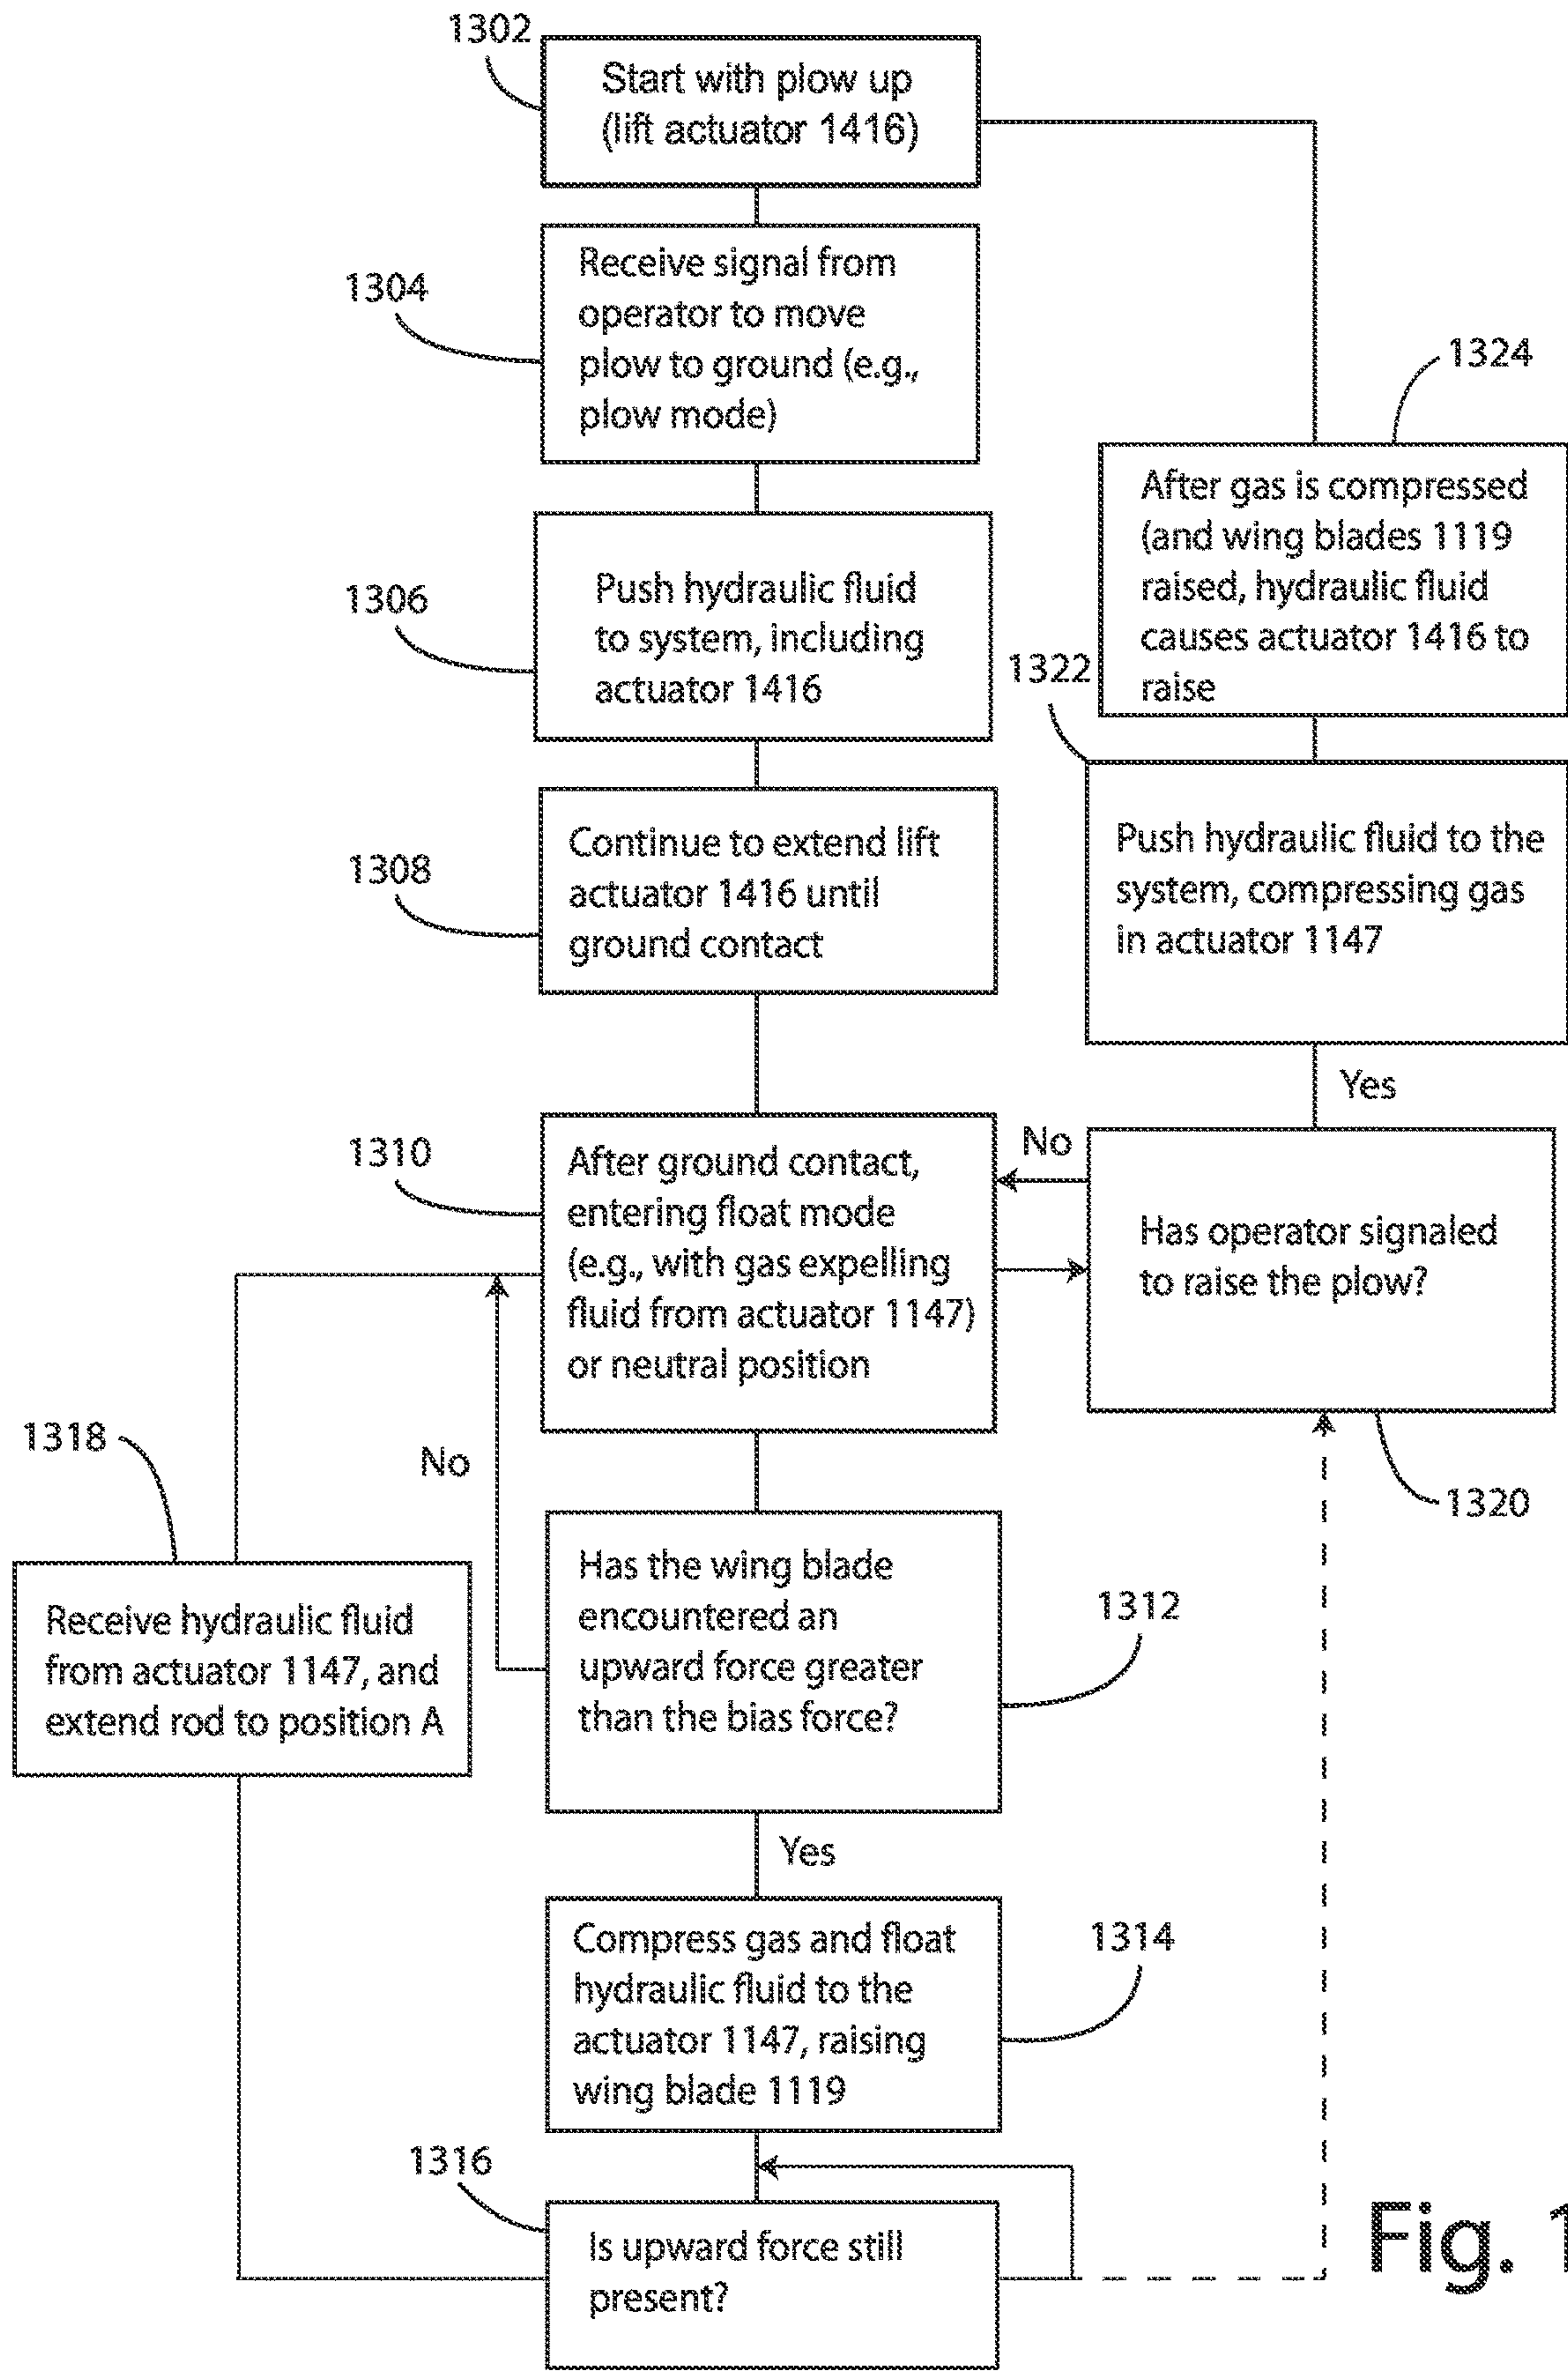 1302
Start with plow up
(lift actuator 1416)
1304
Receive signal from
operator to move
plow to ground (e.g.,
plow mode)
1324
After gas is compressed
(and wing blades 1119
raised, hydraulic fluid
causes actuator 1416 to
raise
1306
Push hydraulic fluid
to system, including
actuator 1416
1322
Push hydraulic fluid to the
system, compressing gas
in actuator 1147
1308
Continue to extend lift
actuator 1416 until
ground contact
Yes
1310
After ground contact,
entering float mode
(e.g., with gas expelling
fluid from actuator 1147)
or neutral position
No
Has operator signaled
to raise the plow?
1320
1318
Receive hydraulic fluid
from actuator 1147, and
extend rod to position A
No
Has the wing blade
encountered an
upward force greater
than the bias force?
1312
Yes
Compress gas and float
hydraulic fluid to the
actuator 1147, raising
wing blade 1119
1314
1316
Is upward force still
present?
Fig. 1